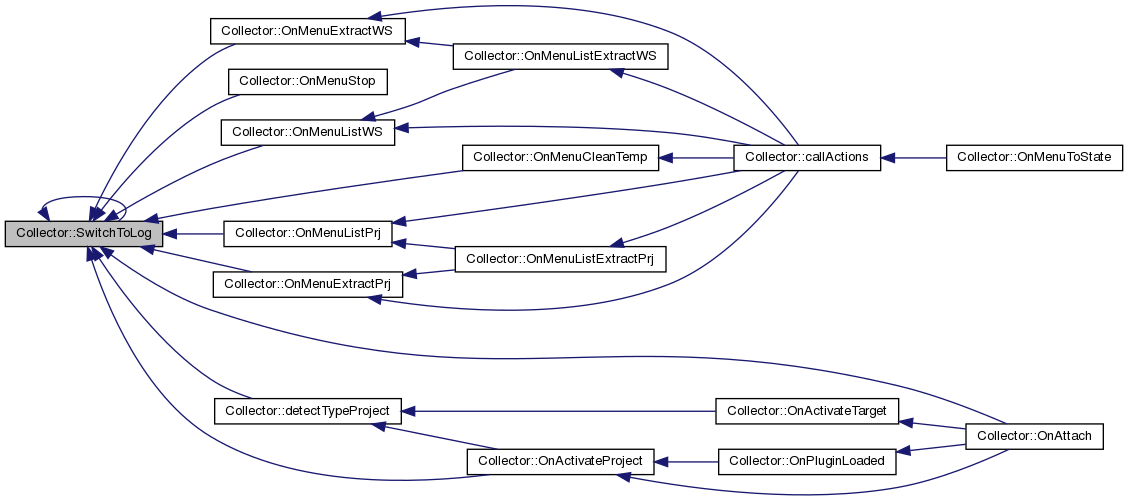 Collector::OnMenuExtractWS
Collector::OnMenuListExtractWS
Collector::OnMenuStop
Collector::OnMenuListWS
Collector::OnMenuCleanTemp
Collector::callActions
Collector::OnMenuToState
Collector::SwitchToLog
Collector::OnMenuListPrj
Collector::OnMenuListExtractPrj
Collector::OnMenuExtractPrj
Collector::detectTypeProject
Collector::OnActivateTarget
Collector::OnAttach
Collector::OnActivateProject
Collector::OnPluginLoaded